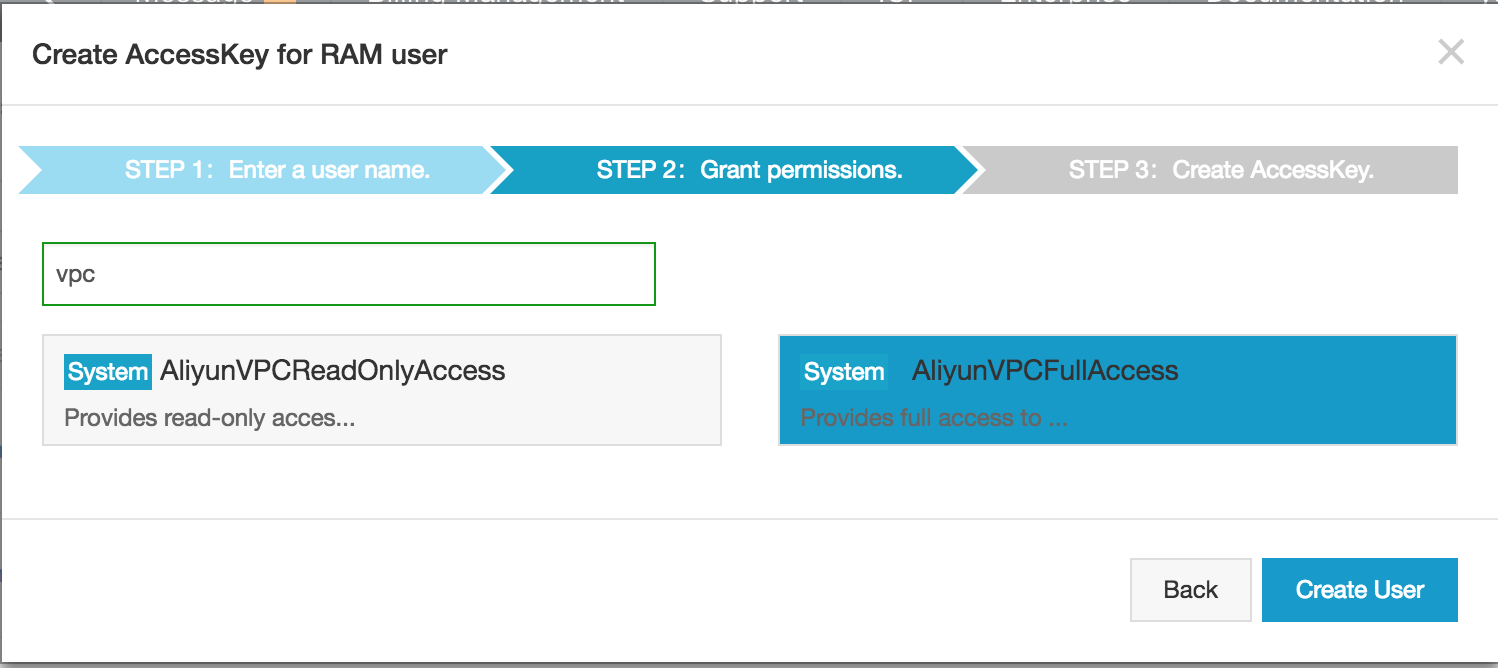 Create AccessKey for RAM user
STEP 1: Enter a user name.
STEP 2: Grant permissions.
STEP 3: Create AccessKey.
vpc
System AliyunVPCReadOnlyAccess
Provides read-only acces...
System AliyunVPCFullAccess
Provides full access to ...
Back
Create User